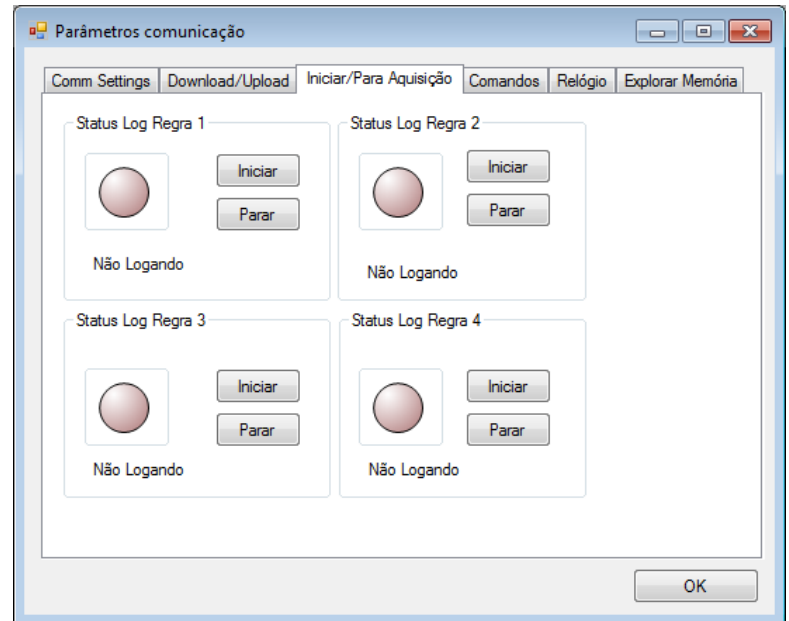 Parâmetros comunicação
Comm Settings Download/Upload Iniciar/Para Aquisição Comandos Relógio Explorar Memória
Status Log Regra 1
Iniciar
Parar
Não Logando
Status Log Regra 2
Iniciar
Parar
Não Logando
Status Log Regra 3
Iniciar
Parar
Não Logando
Status Log Regra 4
Iniciar
Parar
Não Logando
OK